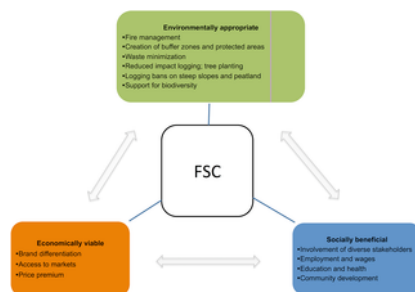 Environmentally appropriate
•Fire management
•Creation of buffer zones and protected areas
•Waste minimization
•Reduced impact logging; tree planting
•Logging bans on sleep slopes and peatland
•Support for biodiversity
FSC
Economically viable
•Brand differentiation
•Access to markets
•Price premium
Socially beneficial
•Involvement of diverse stakeholders
•Employment and wages
•Education and health
•Community development